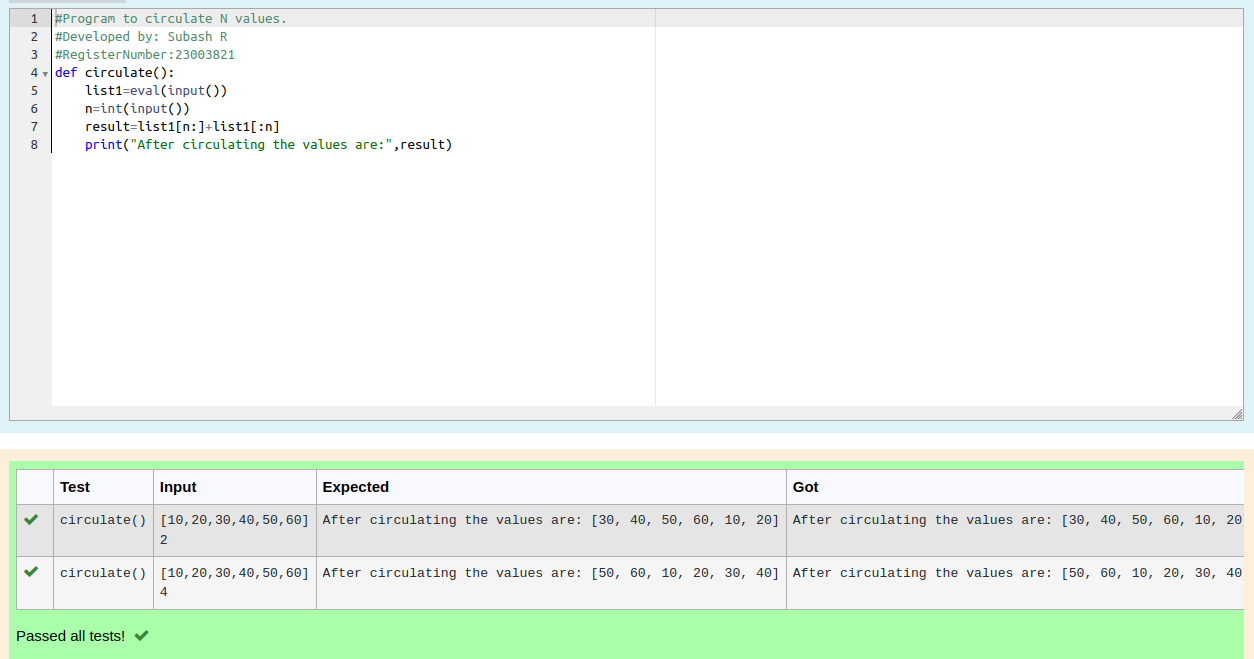 1 #Program to circulate N values.
2 #Developed by: Subash R
3 #RegisterNumber:23003821
4 def circulate():
5     list1=eval(input())
6     n=int(input())
7     result=list1[n:]+list1[:n]
8     print("After circulating the values are:",result)
Test Input Expected Got
circulate() [10,20,30,40,50,60] After circulating the values are: [30, 40, 50, 60, 10, 20] After circulating the values are: [30, 40, 50, 60, 10, 20
2
circulate() [10,20,30,40,50,60] After circulating the values are: [50, 60, 10, 20, 30, 40] After circulating the values are: [50, 60, 10, 20, 30, 40
4
Passed all tests!